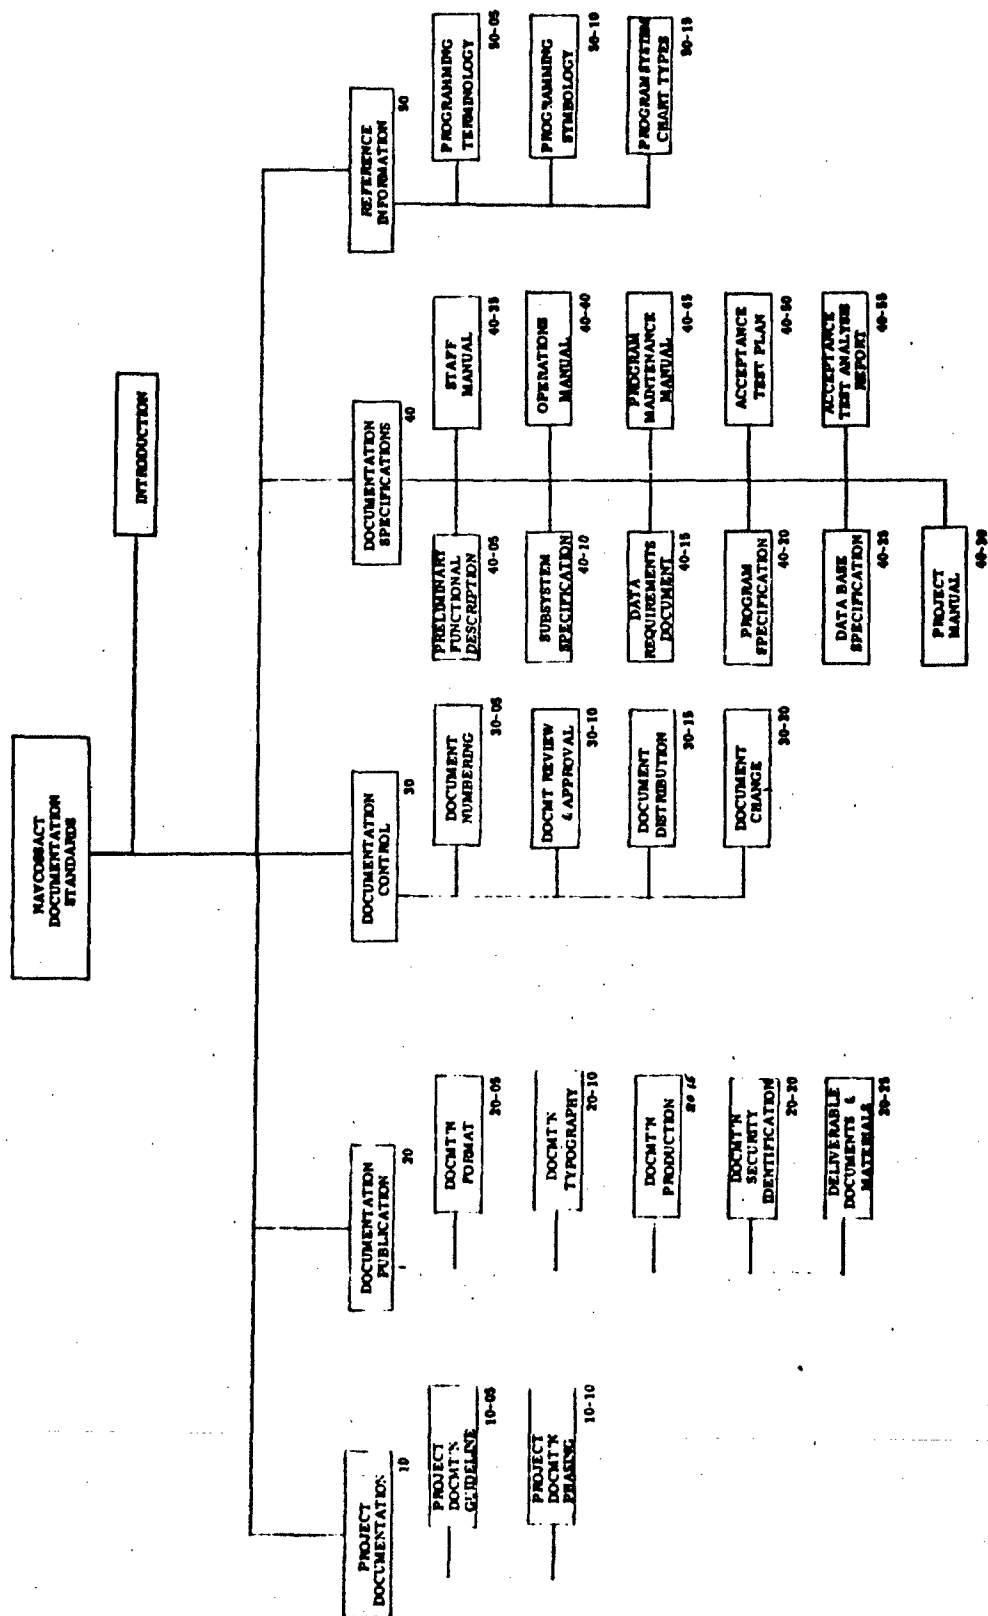 NAVCOSSACT
DOCUMENTATION
STANDARDS
INTRODUCTION
PROJECT
DOCUMENTATION
10
PROJECT
DOCMT'N
GUIDELINE
10-05
PROJECT
DOCMT'N
PHASING
10-10
DOCUMENTATION
PUBLICATION
20
DOCMT'N
FORMAT
20-05
DOCMT'N
TYPOGRAPHY
20-10
DOCMT'N
PRODUCTION
20 15
DOCMT'N
SECURITY
IDENTIFICATION
20-20
DELIVERABLE
DOCUMENTS &
MATERIALS
20-25
DOCUMENTATION
CONTROL
30
DOCUMENT
NUMBERING
30-05
DOCMT REVIEW
& APPROVAL
30-10
DOCUMENT
DISTRIBUTION
30-15
DOCUMENT
CHANGE
30-20
DOCUMENTATION
SPECIFICATIONS
40
PRELIMINARY
FUNCTIONAL
DESCRIPTION
40-05
SUBSYSTEM
SPECIFICATION
40-10
DATA
REQUIREMENTS
DOCUMENT
40-15
PROGRAM
SPECIFICATION
40-20
DATA BASE
SPECIFICATION
40-25
PROJECT
MANUAL
40-30
STAFF
MANUAL
40-35
OPERATIONS
MANUAL
40-40
PROGRAM
MAINTENANCE
MANUAL
40-45
ACCEPTANCE
TEST PLAN
40-50
ACCEPTANCE
TEST ANALYSIS
REPORT
40-55
REFERENCE
INFORMATION
50
PROGRAMMING
TERMINOLOGY
50-05
PROGRAMMING
SYMBOLOGY
50-10
PROGRAM SYSTEM
CHART TYPES
50-15